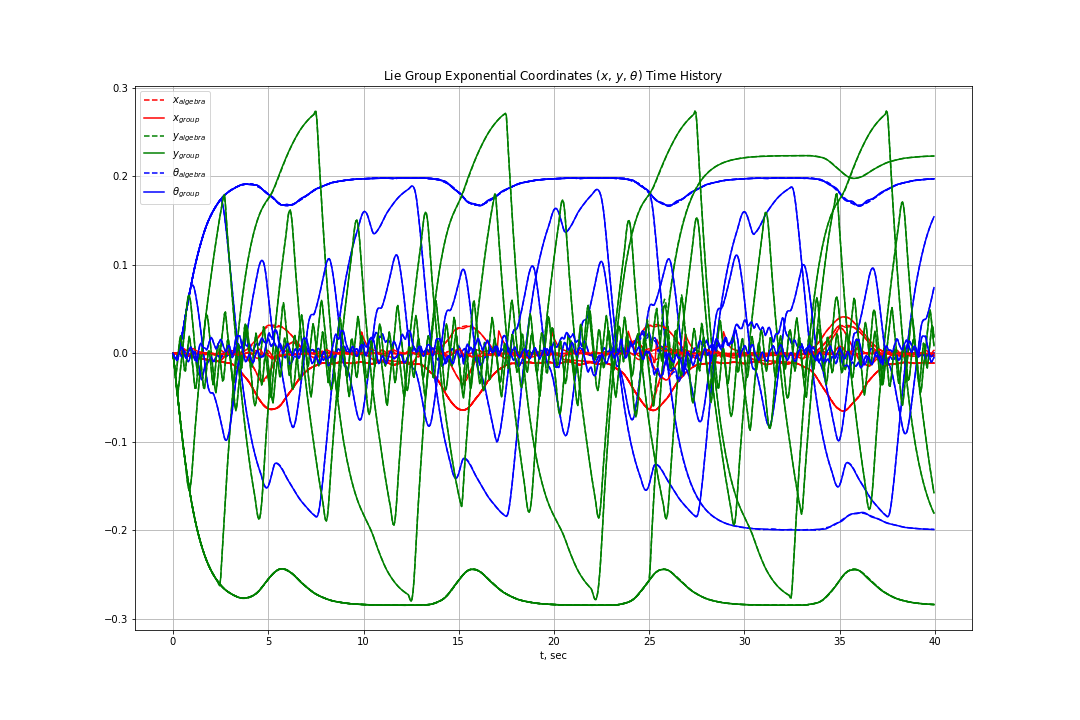 Lie Group Exponential Coordinates (x, y, θ) Time History
x_algebra
x_group
y_algebra
y_group
θ_algebra
θ_group
0.3
0.2
0.1
0.0
−0.1
−0.2
−0.3
0 5 10 15 20 25 30 35 40
t, sec